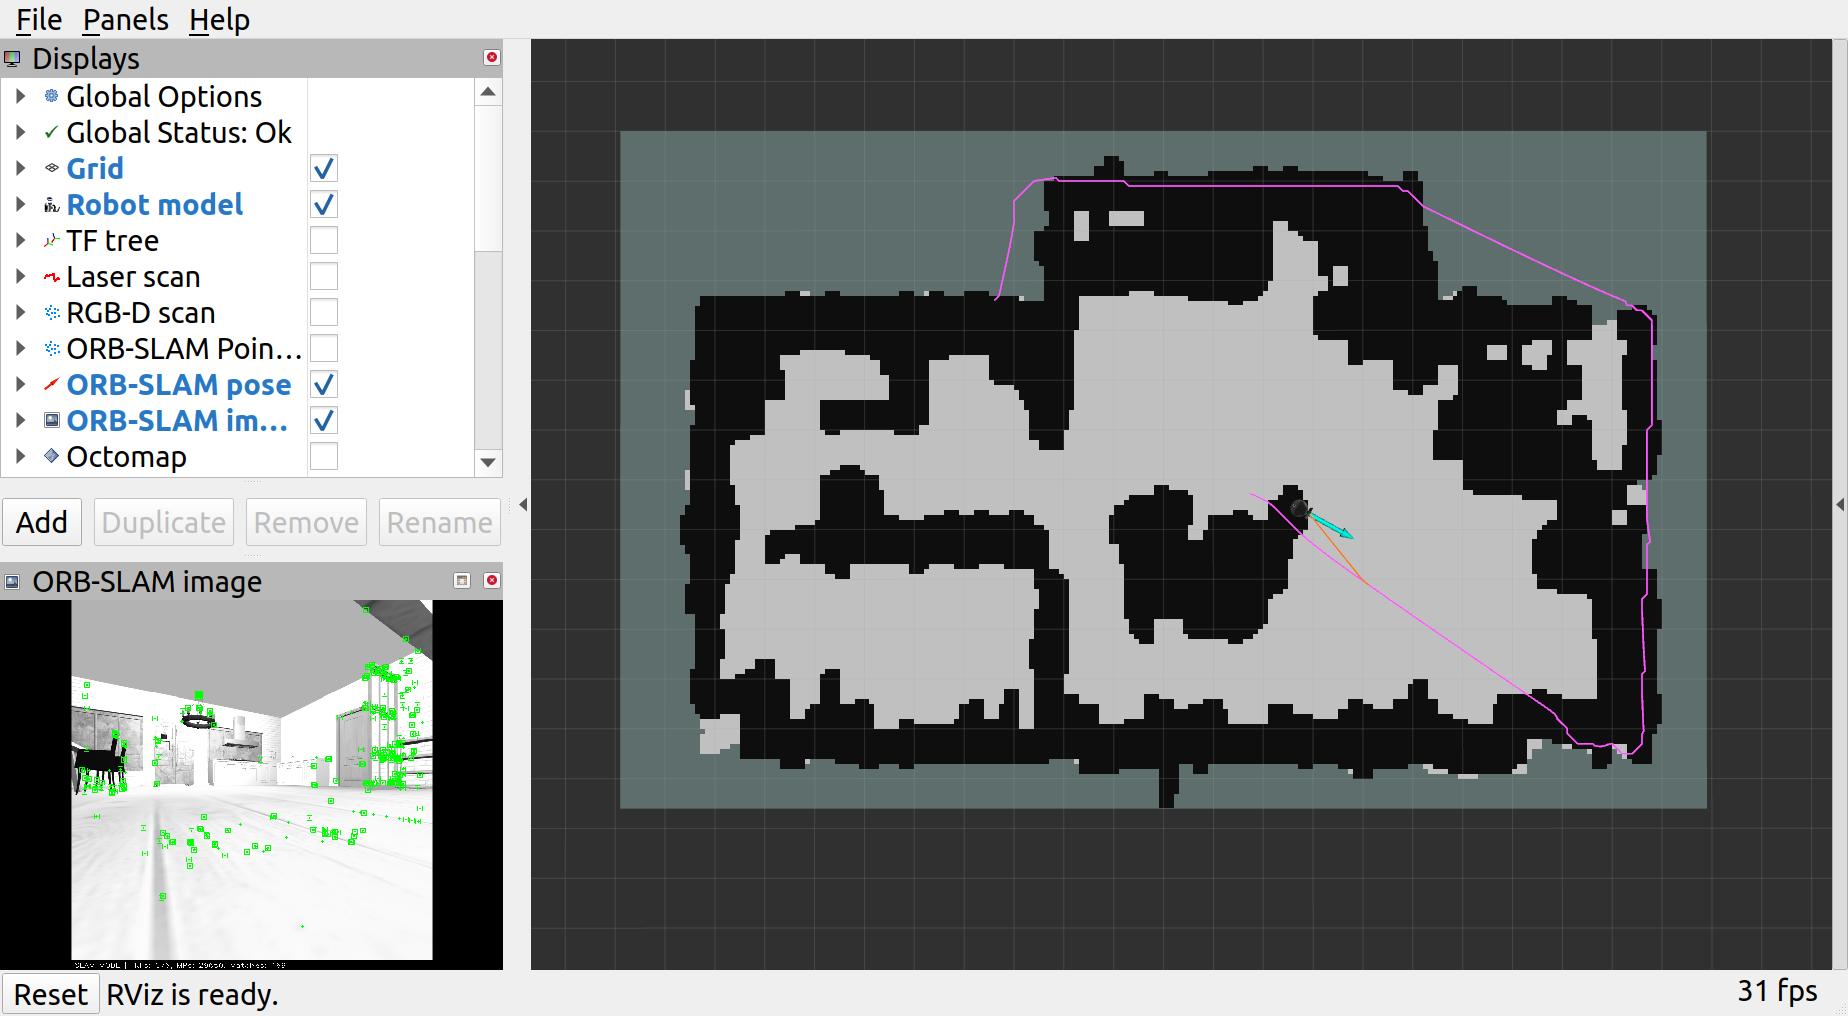 File Panels Help
Displays
Global Options
Global Status: Ok
Grid
Robot model
TF tree
Laser scan
RGB-D scan
ORB-SLAM Poin...
ORB-SLAM pose
ORB-SLAM im...
Octomap
Add Duplicate Remove Rename
ORB-SLAM image
SLAM MODE |
Reset RViz is ready.
31 fps